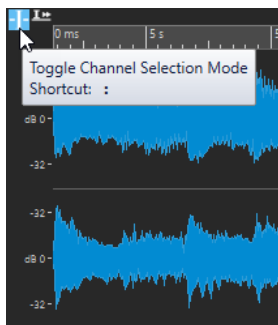 0 ms 5 s
Toggle Channel Selection Mode
Shortcut: :
dB 0-
-32-
-32-
dB 0-
-32-